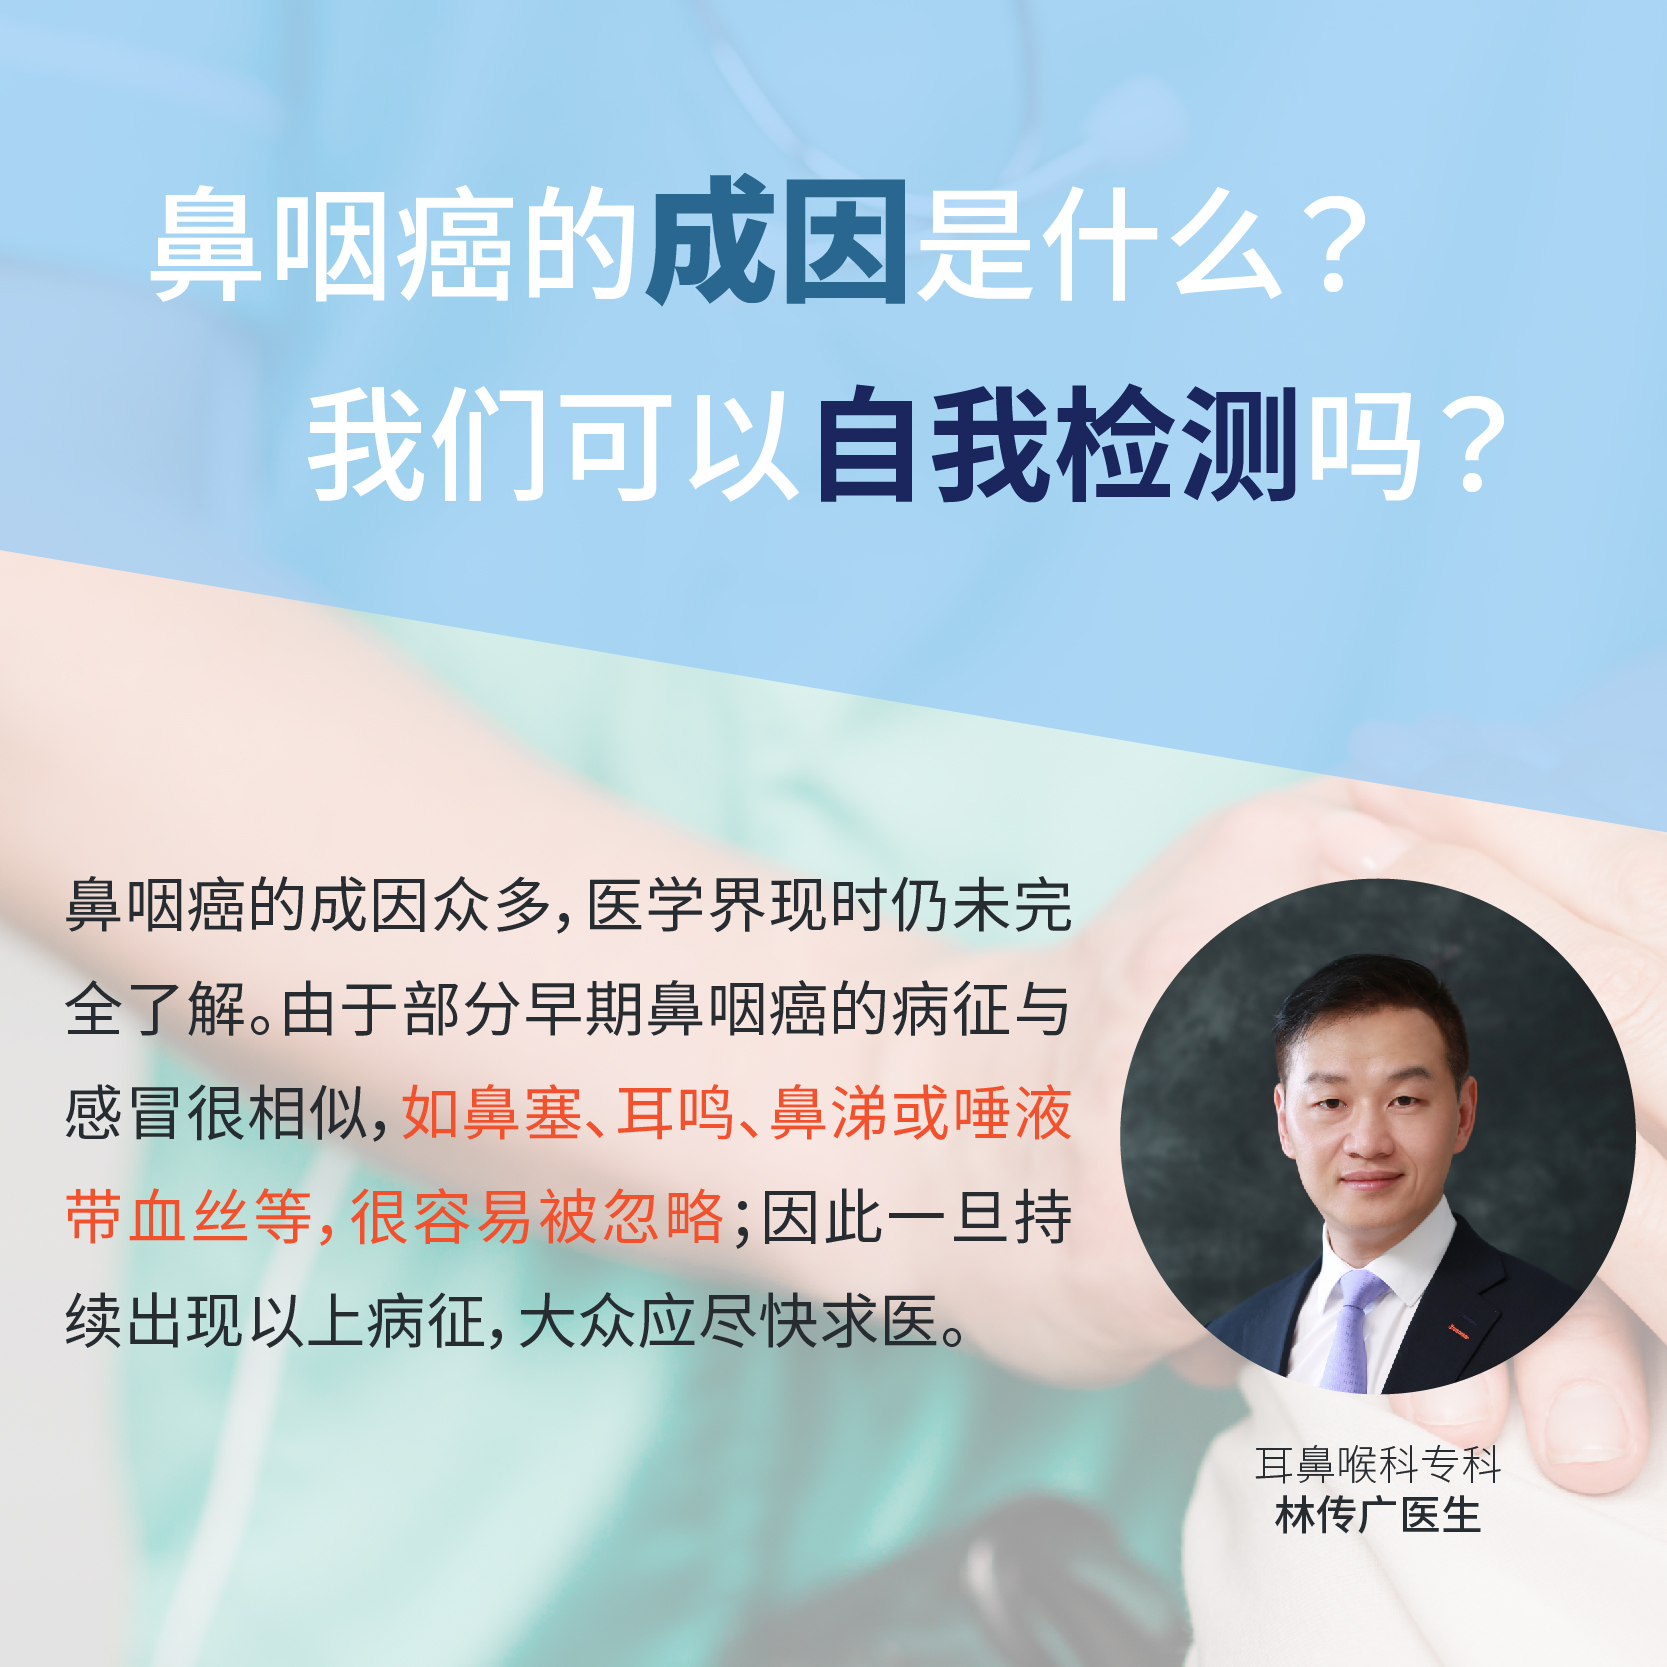 鼻咽癌的成因是什么？
我们可以自我检测吗？
鼻咽癌的成因众多，医学界现时仍未完
全了解。由于部分早期鼻咽癌的病征与
感冒很相似，如鼻塞、耳鸣、鼻涕或唾液
带血丝等，很容易被忽略；因此一旦持
续出现以上病征，大众应尽快求医。
耳鼻喉科专科
林传广医生